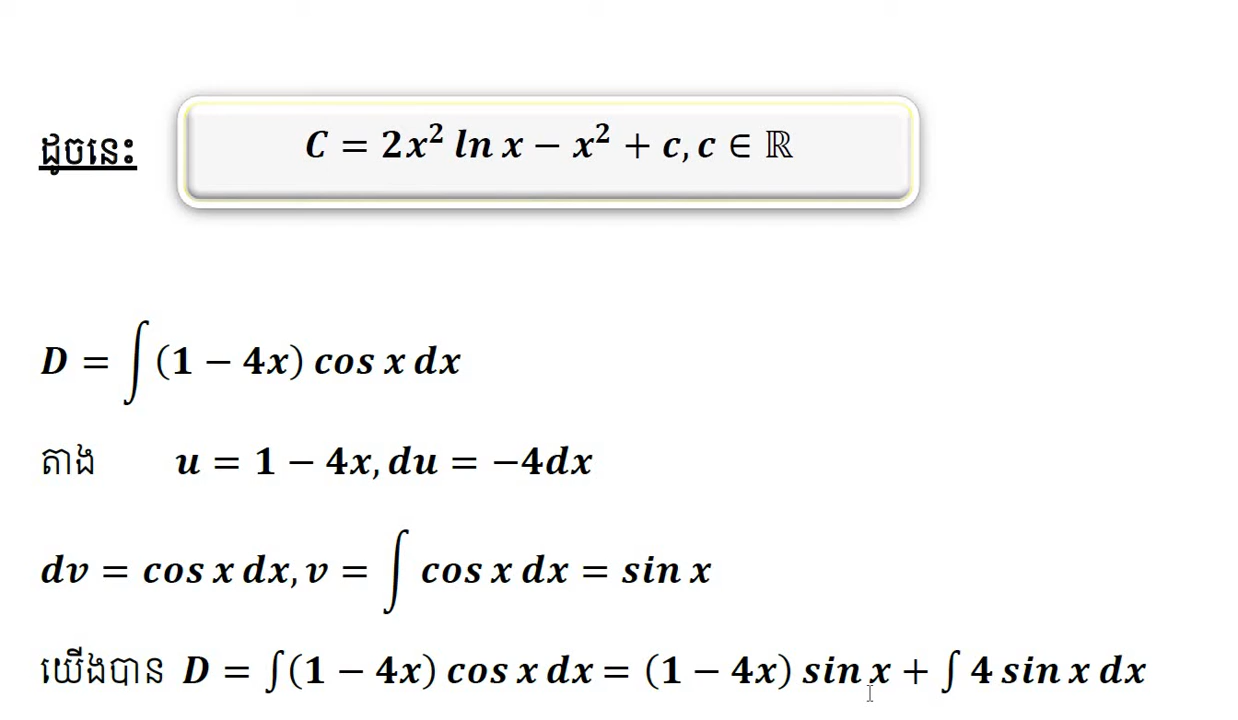 ដូចនេះ C = 2x² ln x − x² + c, c ∈ ℝ
D = ∫(1 − 4x) cos x dx
តាង u = 1 − 4x, du = −4dx
dv = cos x dx, v = ∫ cos x dx = sin x
យើងបាន D = ∫(1 − 4x) cos x dx = (1 − 4x) sin x + ∫ 4 sin x dx